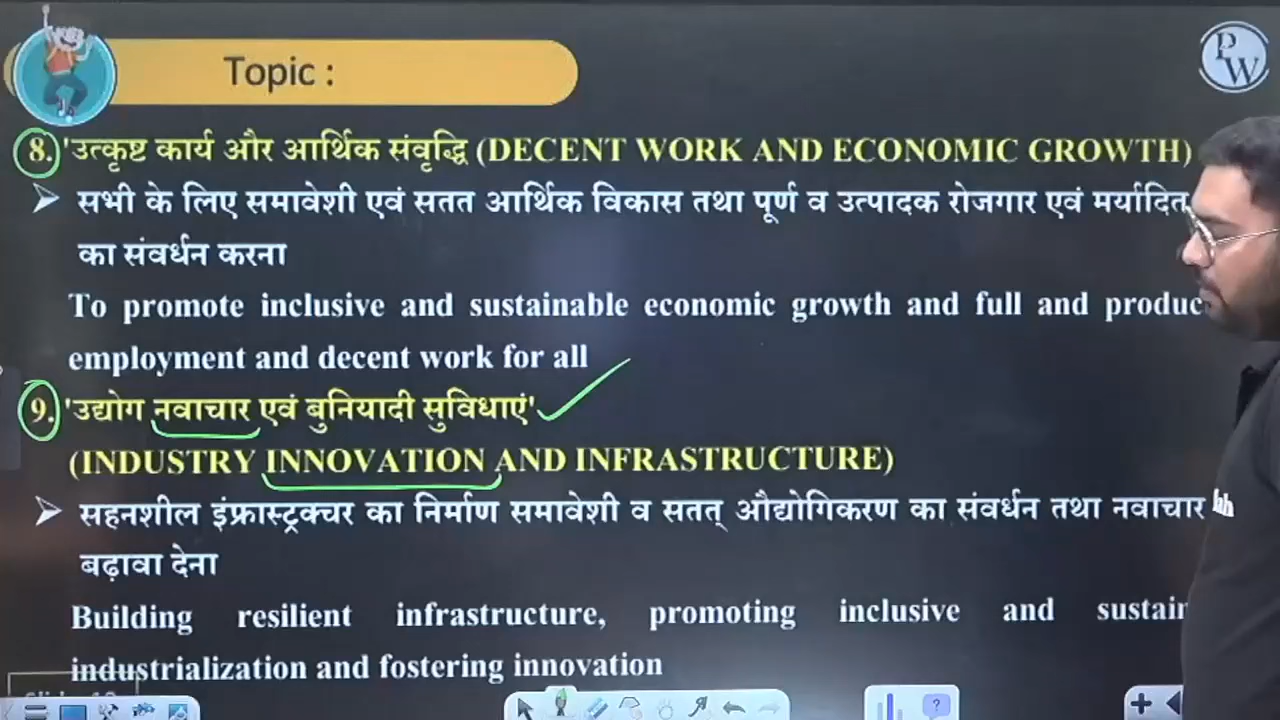 Topic :
PW
8. 'उत्कृष्ट कार्य और आर्थिक संवृद्धि (DECENT WORK AND ECONOMIC GROWTH)
सभी के लिए समावेशी एवं सतत आर्थिक विकास तथा पूर्ण व उत्पादक रोजगार एवं मर्यादित
का संवर्धन करना
To promote inclusive and sustainable economic growth and full and produc
employment and decent work for all
9. 'उद्योग नवाचार एवं बुनियादी सुविधाएं'
(INDUSTRY INNOVATION AND INFRASTRUCTURE)
सहनशील इंफ्रास्ट्रक्चर का निर्माण समावेशी व सतत् औद्योगिकरण का संवर्धन तथा नवाचार
बढ़ावा देना
Building resilient infrastructure, promoting inclusive and sustain
industrialization and fostering innovation